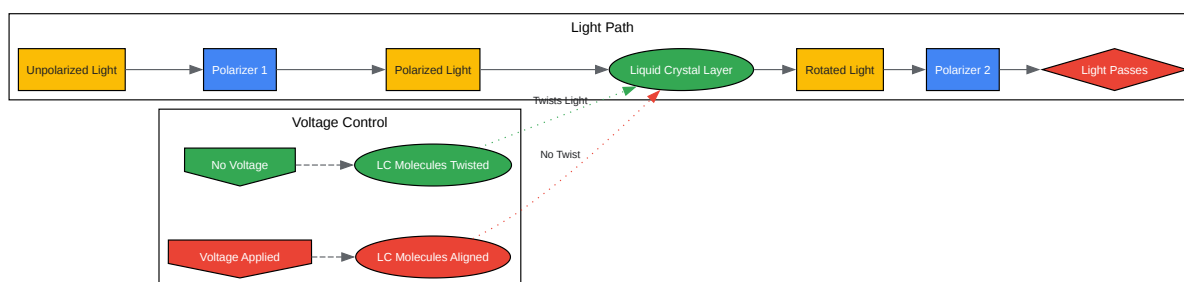 Light Path
Unpolarized Light
Polarizer 1
Polarized Light
Liquid Crystal Layer
Rotated Light
Polarizer 2
Light Passes
Twists Light
Voltage Control
No Voltage
LC Molecules Twisted
No Twist
Voltage Applied
LC Molecules Aligned